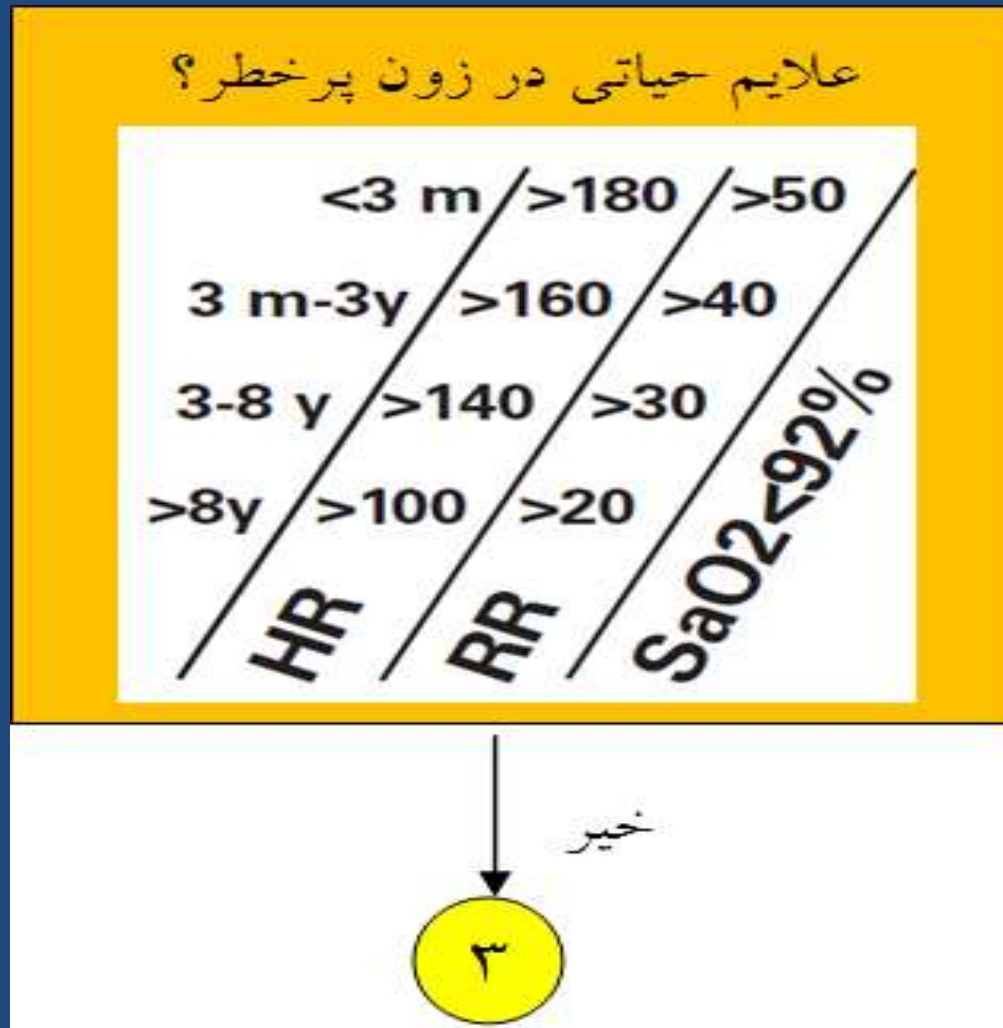 علایم حیاتی در زون پرخطر؟
<3 m >180 >50
3 m-3y >160 >40
3-8 y >140 >30
>8y >100 >20
HR RR SaO2<92%
خیر
۳